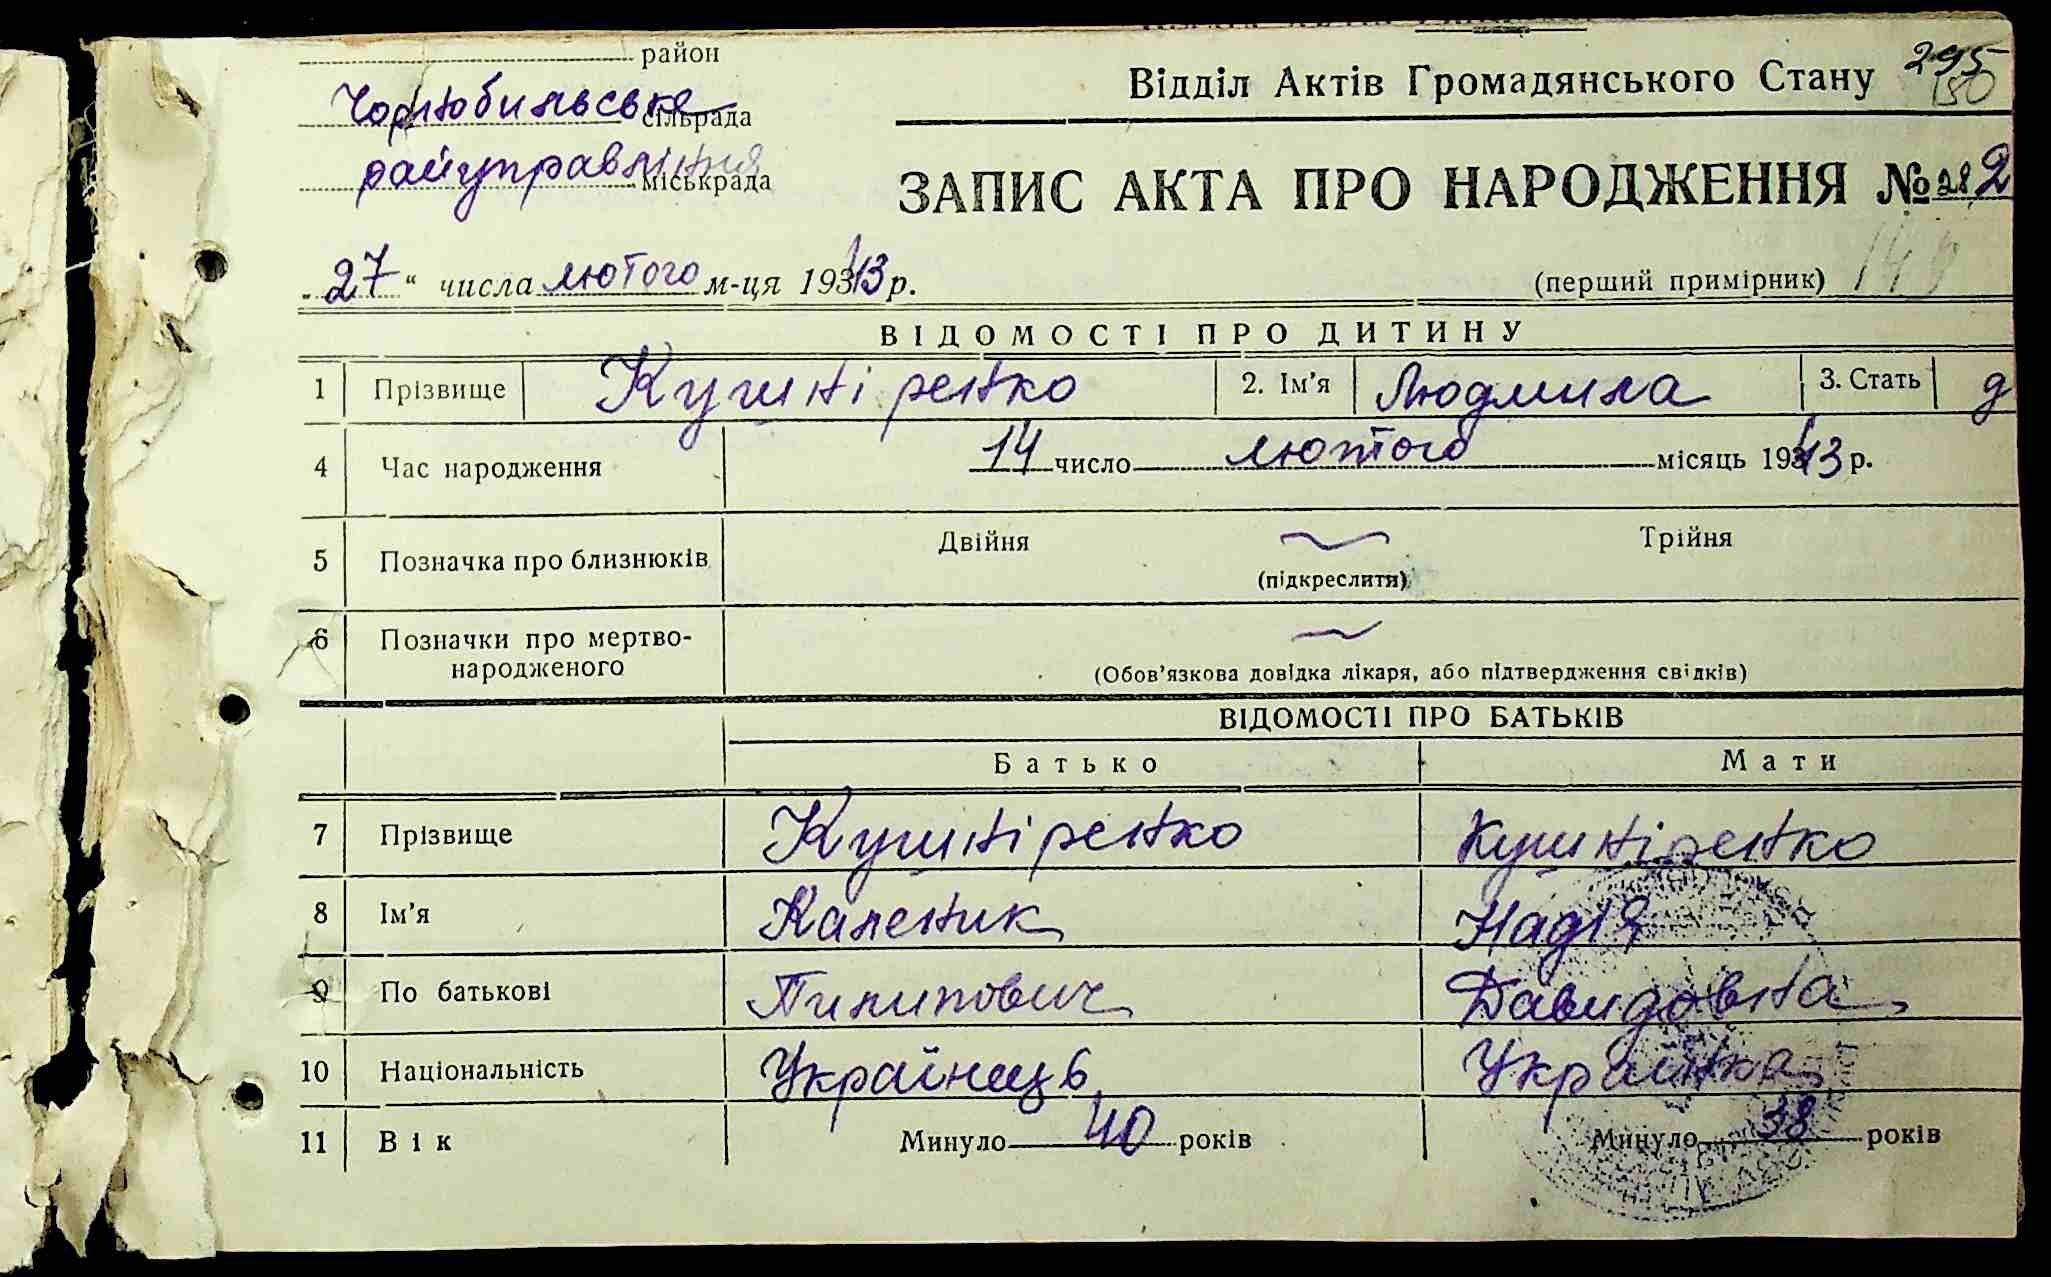 район
Чорнобильське
сільрада
райуправління
міськрада
Відділ Актів Громадянського Стану 295
150
ЗАПИС АКТА ПРО НАРОДЖЕННЯ № 282
„27“ числа лютого м-ця 1943 р.
(перший примірник) 140
ВІДОМОСТІ ПРО ДИТИНУ
1 Прізвище Кушніренко 2. Ім'я Людмила 3. Стать д
4 Час народження 14 число лютого місяць 1943 р.
5 Позначка про близнюків Двійня Трійня
(підкреслити)
6 Позначки про мертво-
народженого
(Обов'язкова довідка лікаря, або підтвердження свідків)
ВІДОМОСТІ ПРО БАТЬКІВ
Батько Мати
7 Прізвище Кушніренко Кушніренко
8 Ім'я Каленик Надія
9 По батькові Пилипович Давидовна
10 Національність Українець Українка
11 Вік Минуло 40 років Минуло 38 років